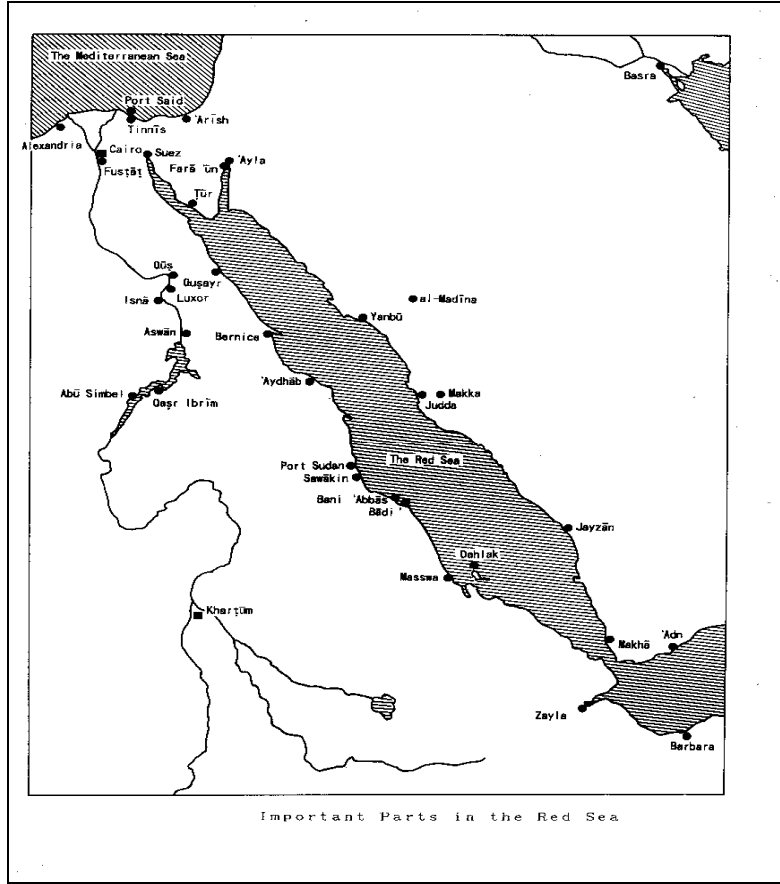 The Mediterranean Sea
Basra
Port Said
Tinnīs
'Arīsh
Alexandria
Cairo
Suez
Fusṭāṭ
Farā 'ūn
'Ayla
Ṭūr
Qūṣ
Quṣayr
Isnā
Luxor
al-Madīna
Yanbū
Aswān
Bernice
'Aydhāb
Abū Simbel
Qaṣr Ibrīm
Makka
Judda
The Red Sea
Port Sudan
Sawākin
Bani 'Abbās
Bādi'
Jayzān
Dahlak
Masswa
Kharṭūm
Makhā
'Adn
Zayla
Barbara
Important Parts in the Red Sea